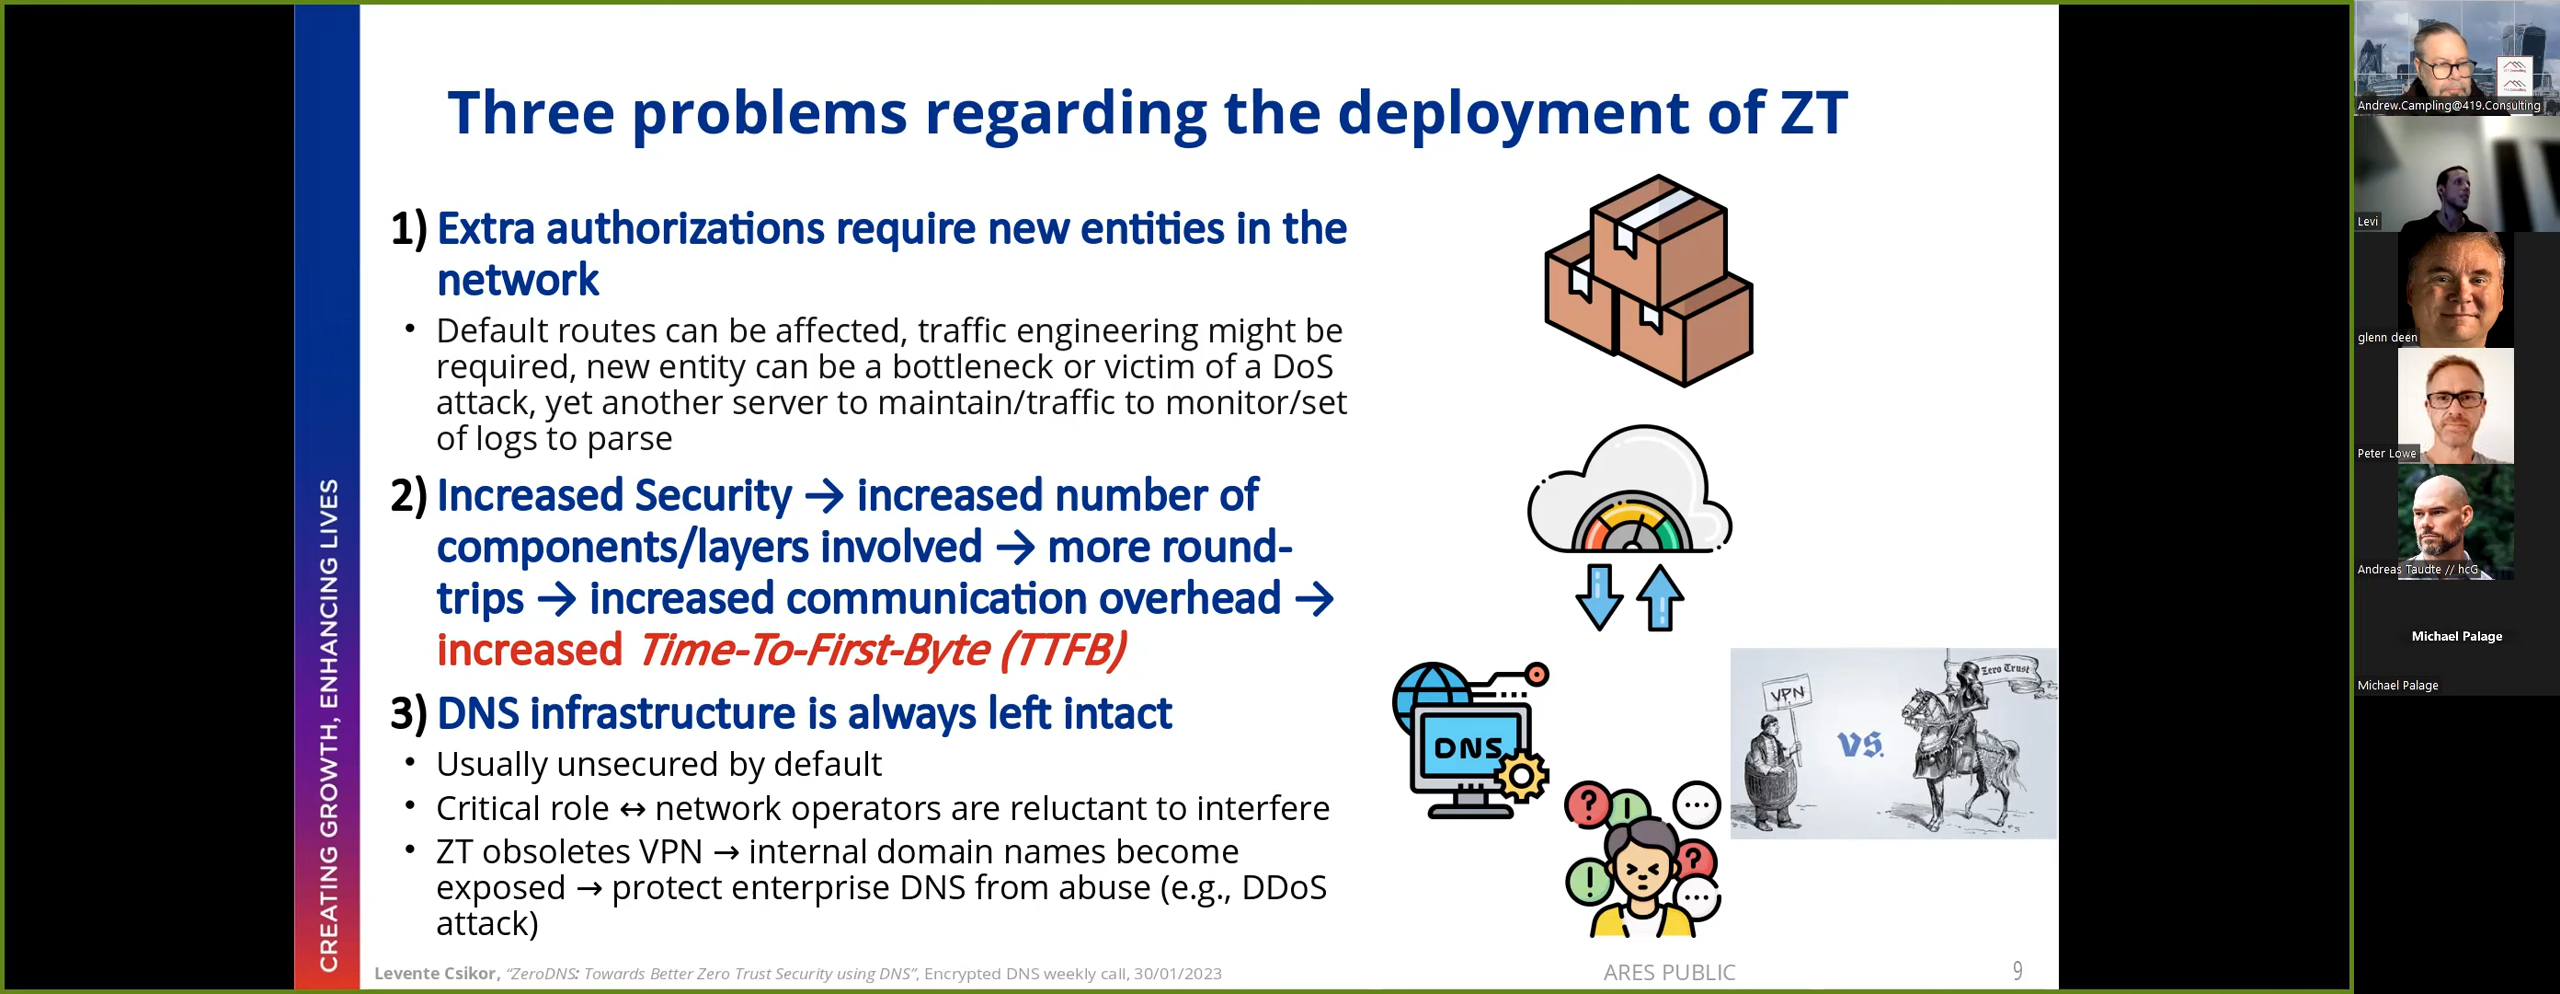 Three problems regarding the deployment of ZT
1) Extra authorizations require new entities in the
network
• Default routes can be affected, traffic engineering might be
required, new entity can be a bottleneck or victim of a DoS
attack, yet another server to maintain/traffic to monitor/set
of logs to parse
2) Increased Security → increased number of
components/layers involved → more round-
trips → increased communication overhead →
increased Time-To-First-Byte (TTFB)
3) DNS infrastructure is always left intact
• Usually unsecured by default
• Critical role ↔ network operators are reluctant to interfere
• ZT obsoletes VPN → internal domain names become
exposed → protect enterprise DNS from abuse (e.g., DDoS
attack)
DNS
VPN
VS.
Zero Trust
CREATING GROWTH, ENHANCING LIVES
Levente Csikor, “ZeroDNS: Towards Better Zero Trust Security using DNS”, Encrypted DNS weekly call, 30/01/2023
ARES PUBLIC
9
Andrew.Campling@419.Consulting
Levi
glenn deen
Peter Lowe
Andreas Taudte // hcG
Michael Palage
Michael Palage